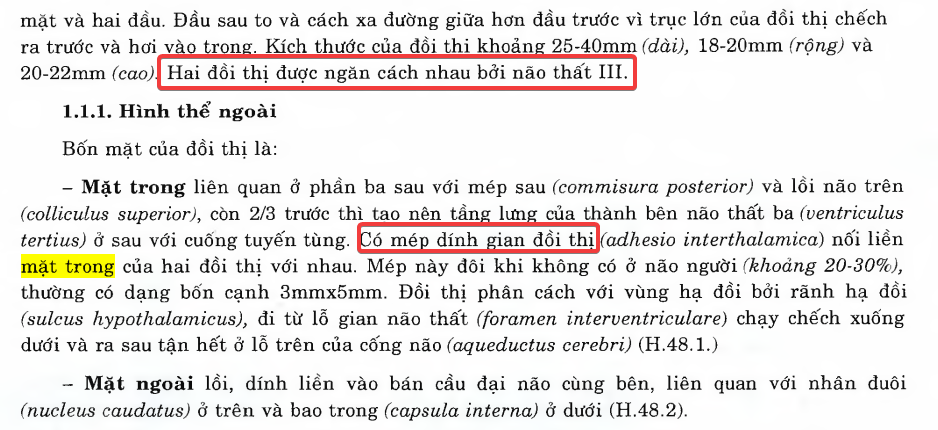 mặt và hai đầu. Đầu sau to và cách xa đường giữa hơn đầu trước vì trục lớn của đồi thị chếch
ra trước và hơi vào trong. Kích thước của đồi thi khoảng 25-40mm (dài), 18-20mm (rộng) và
20-22mm (cao). Hai đồi thị được ngăn cách nhau bởi não thất III.
1.1.1. Hình thể ngoài
Bốn mặt của đồi thị là:
– Mặt trong liên quan ở phần ba sau với mép sau (commisura posterior) và lồi não trên
(colliculus superior), còn 2/3 trước thì tao nên tầng lưng của thành bên não thất ba (ventriculus
tertius) ở sau với cuống tuyến tùng. Có mép dính gian đồi thị (adhesio interthalamica) nối liền
mặt trong của hai đồi thị với nhau. Mép này đôi khi không có ở não người (khoảng 20-30%),
thường có dạng bốn cạnh 3mmx5mm. Đồi thị phân cách với vùng hạ đồi bởi rãnh hạ đồi
(sulcus hypothalamicus), đi từ lỗ gian não thất (foramen interventriculare) chạy chếch xuống
dưới và ra sau tận hết ở lỗ trên của cống não (aqueductus cerebri) (H.48.1.)
– Mặt ngoài lồi, dính liền vào bán cầu đại não cùng bên, liên quan với nhân đuôi
(nucleus caudatus) ở trên và bao trong (capsula interna) ở dưới (H.48.2).